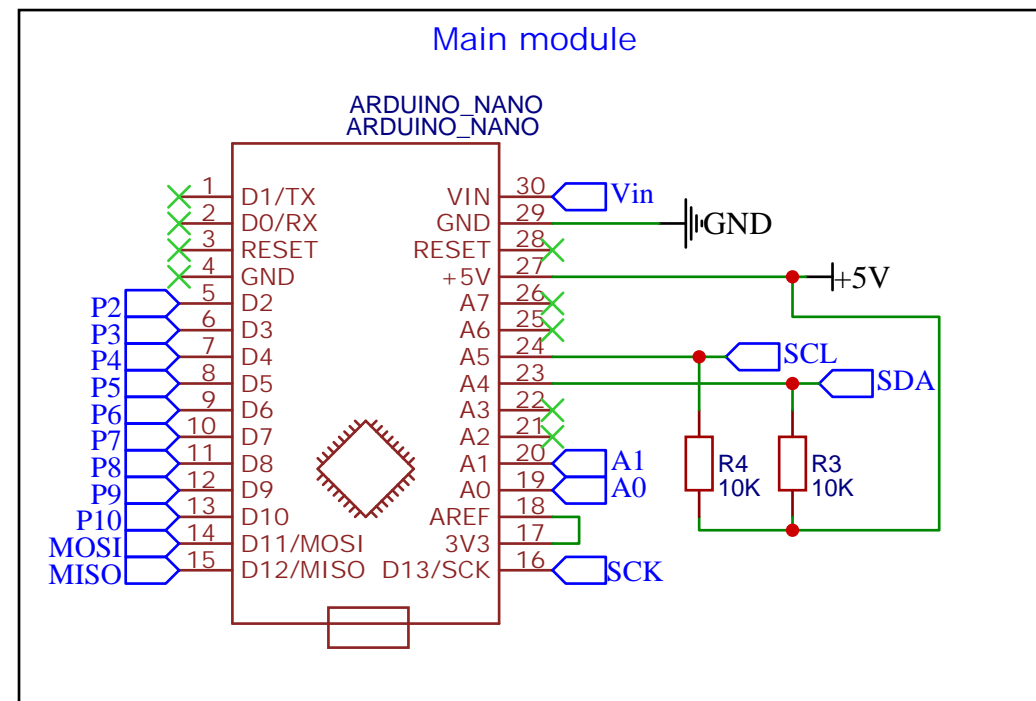 Main module
ARDUINO_NANO
ARDUINO_NANO
1 D1/TX
2 D0/RX
3 RESET
4 GND
P2 5 D2
P3 6 D3
P4 7 D4
P5 8 D5
P6 9 D6
P7 10 D7
P8 11 D8
P9 12 D9
P10 13 D10
MOSI 14 D11/MOSI
MISO 15 D12/MISO
VIN 30 Vin
GND 29 GND
RESET 28
+5V 27 +5V
A7 26
A6 25
A5 24 SCL
A4 23 SDA
A3 22
A2 21
A1 20 A1
A0 19 A0
AREF 18
3V3 17
D13/SCK 16 SCK
R4
10K
R3
10K